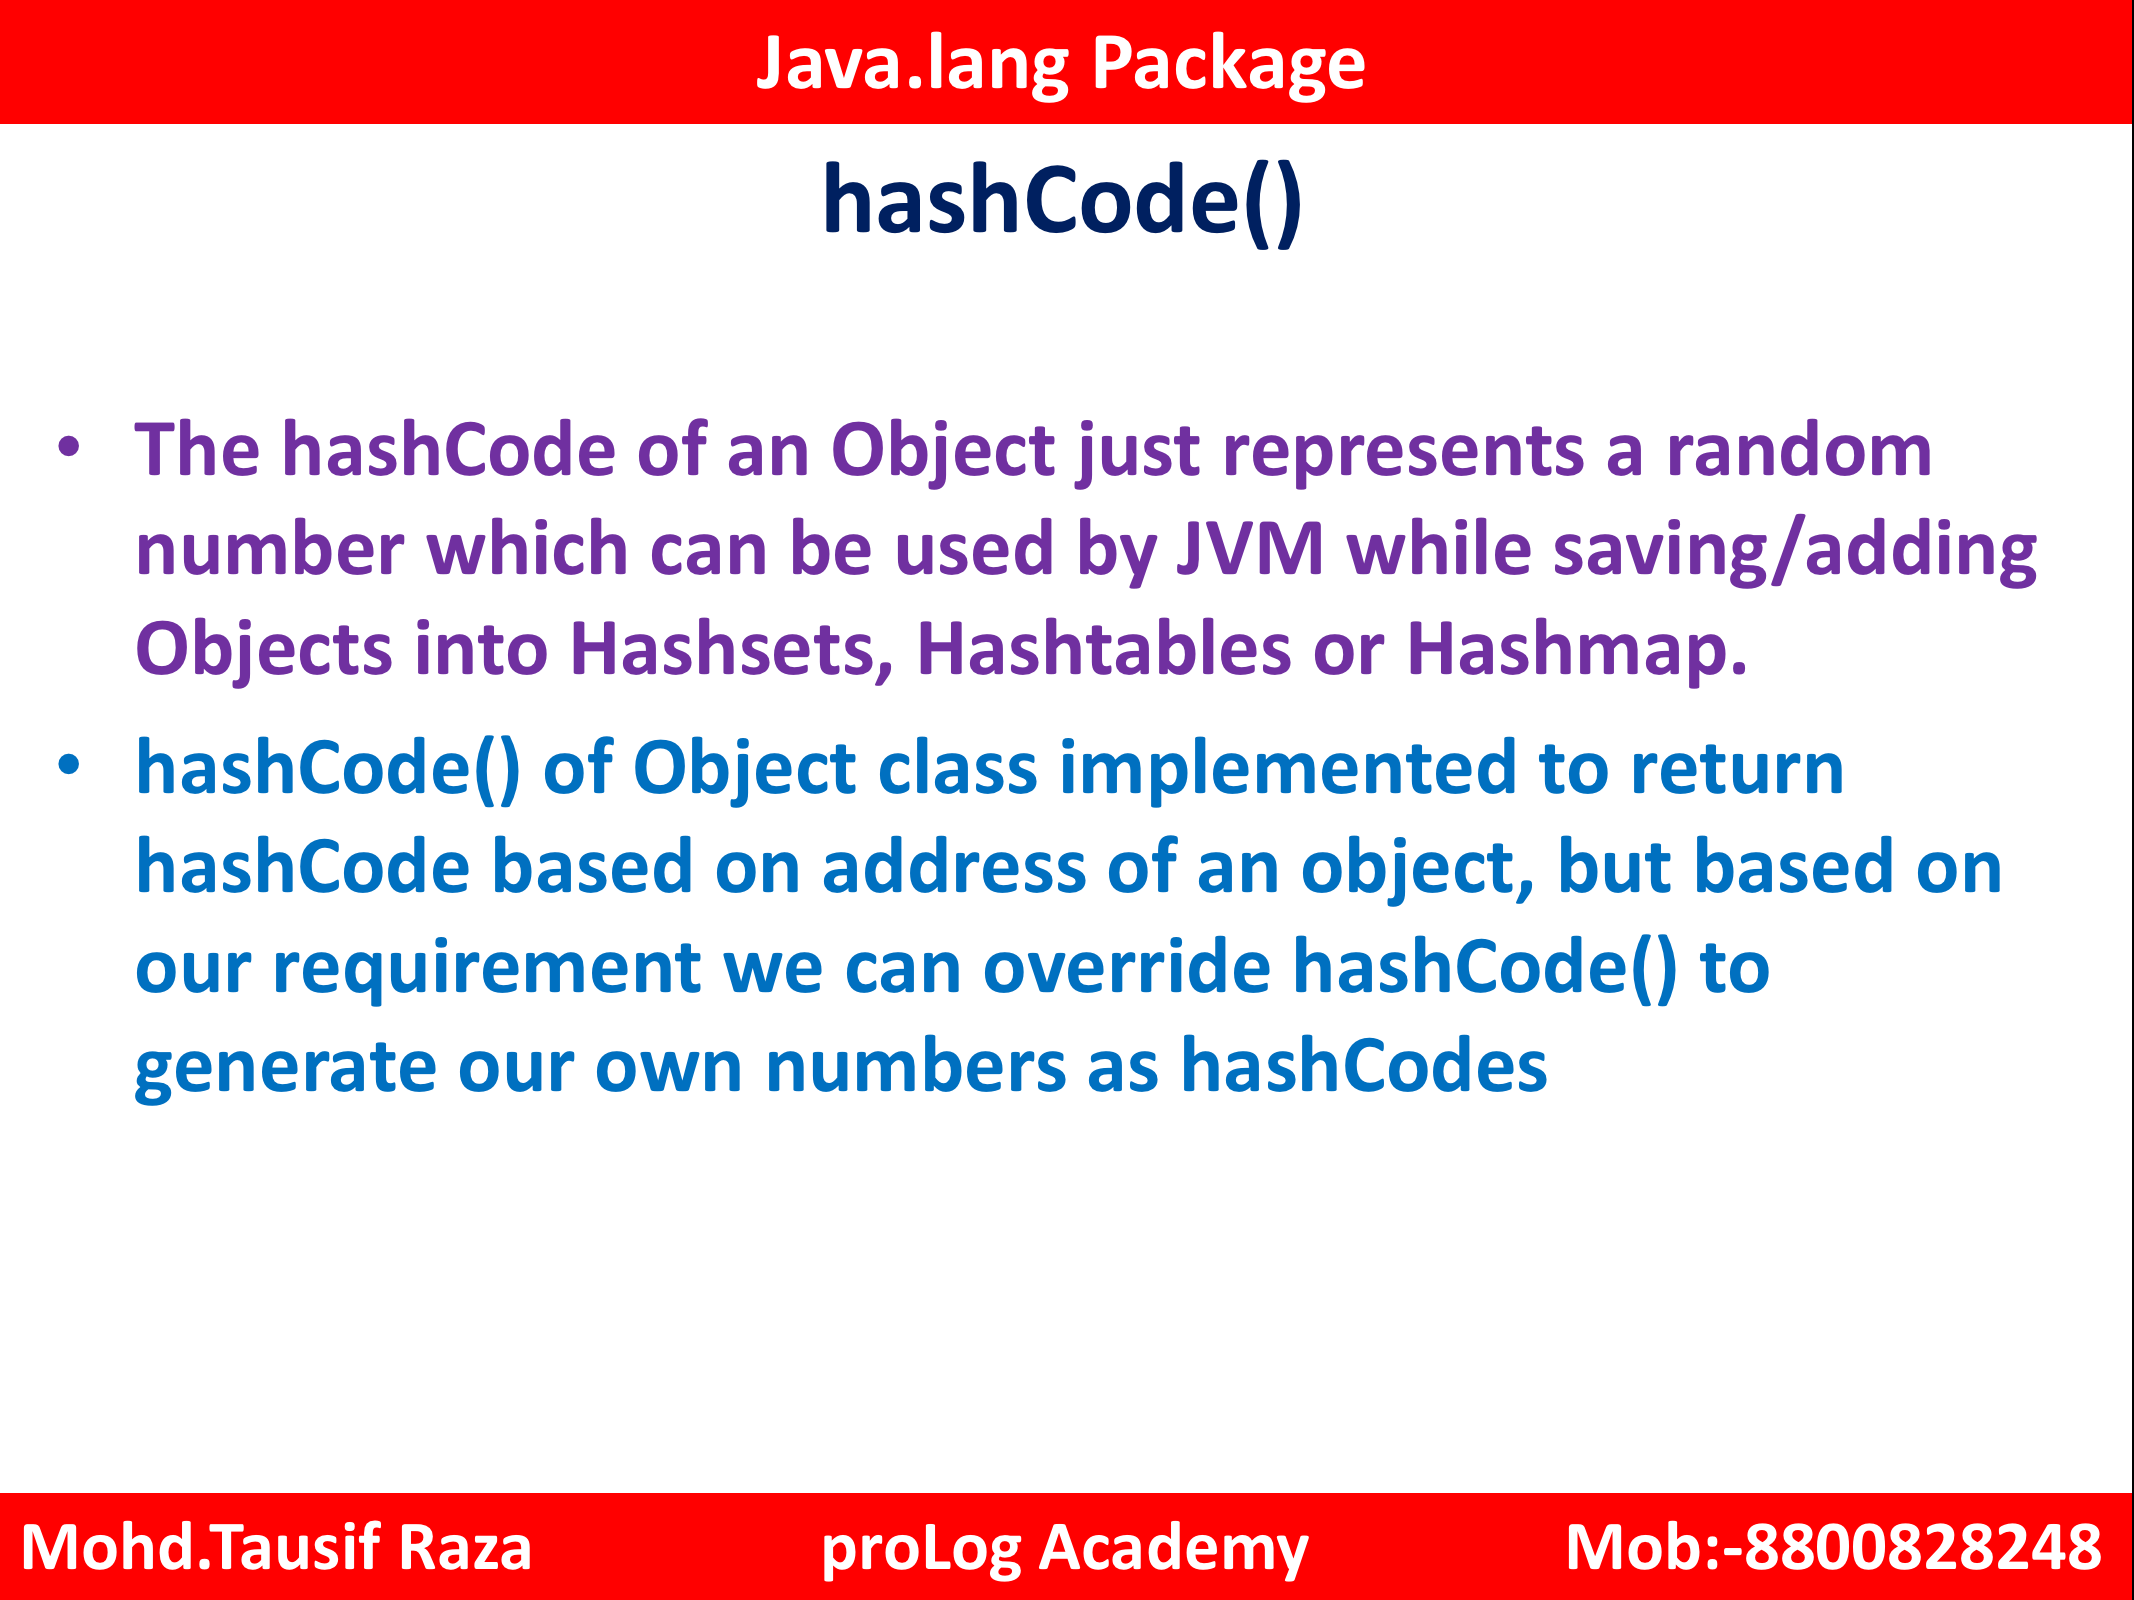 Java.lang Package
hashCode()
• The hashCode of an Object just represents a random
number which can be used by JVM while saving/adding
Objects into Hashsets, Hashtables or Hashmap.
• hashCode() of Object class implemented to return
hashCode based on address of an object, but based on
our requirement we can override hashCode() to
generate our own numbers as hashCodes
Mohd.Tausif Raza proLog Academy Mob:-8800828248